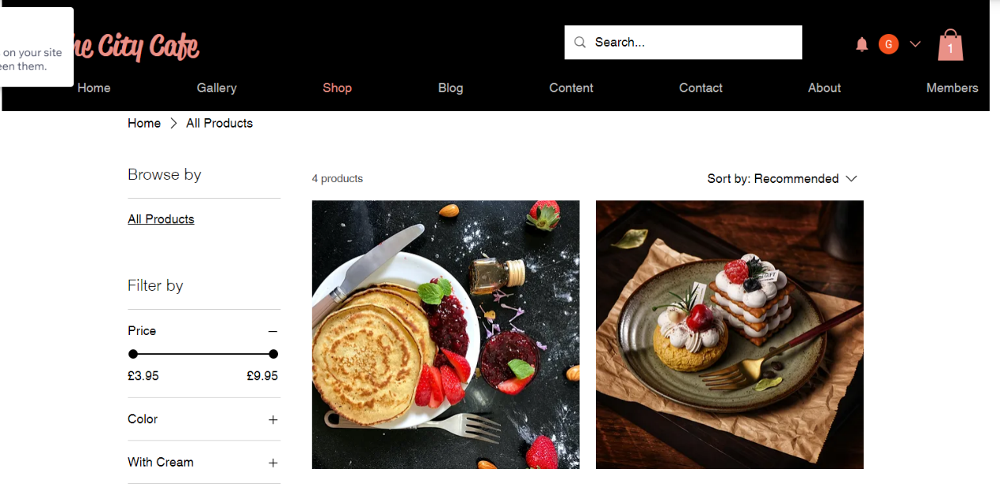 on your site
een them.
he City Cafe
Search...
G
1
Home Gallery Shop Blog Content Contact About Members
Home > All Products
Browse by
4 products
Sort by: Recommended
All Products
Filter by
Price
£3.95 £9.95
Color
With Cream